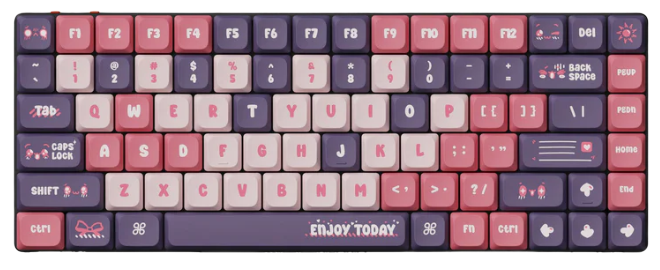 F1 F2 F3 F4 F5 F6 F7 F8 F9 F10 F11 F12 Del
~ ! @ # $ % ^ & * ( ) _ + BACK PGUP
` 1 2 3 4 5 6 7 8 9 0 - = SPACE
Tab Q W E R T Y U I O P [ { ] } \ | PGDN
CAPS' A S D F G H J K L ; : ' " HOME
LOCK
SHIFT Z X C V B N M < , > . ? / End
Ctrl ⌘ ENJOY TODAY ⌘ Fn Ctrl